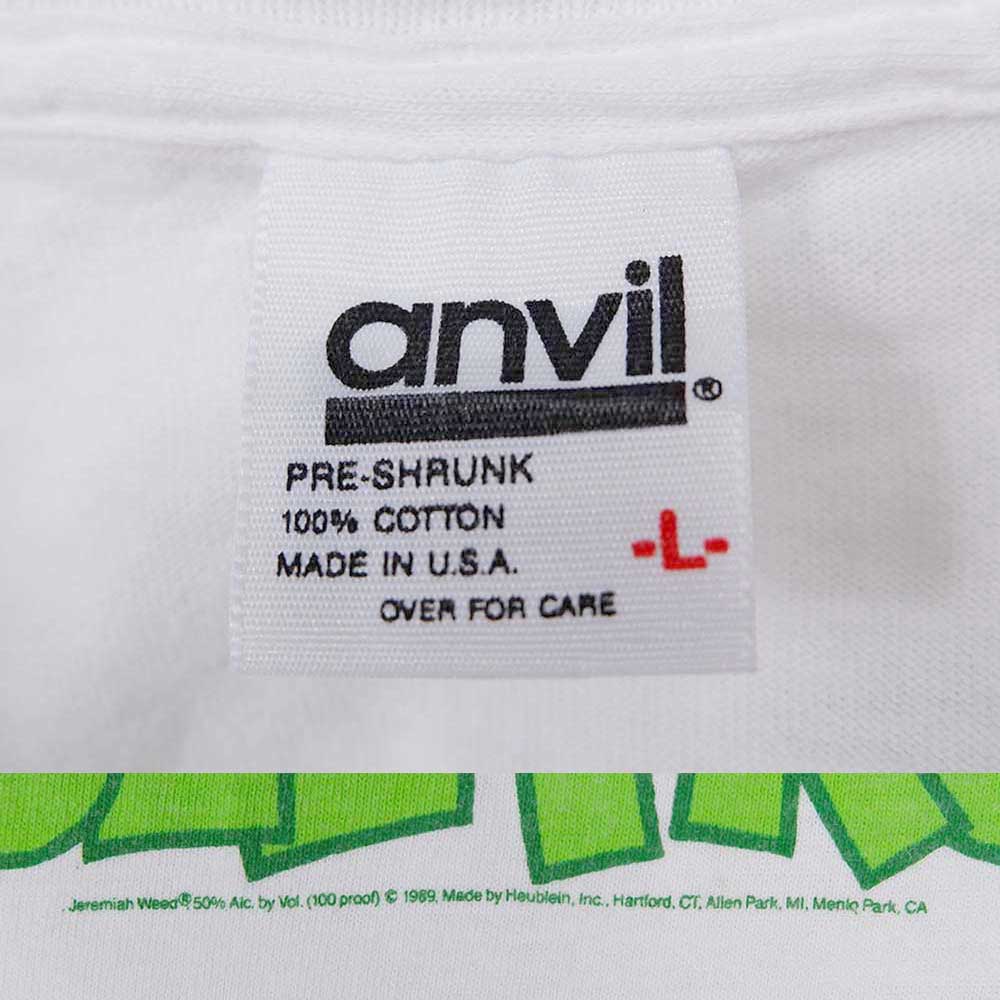 anvil®
PRE-SHRUNK
100% COTTON
-L-
MADE IN U.S.A.
OVER FOR CARE
Jeremiah Weed® 50% Alc. by Vol. (100 proof) © 1989, Made by Heublein, Inc., Hartford, CT, Allen Park, MI, Menlo Park, CA